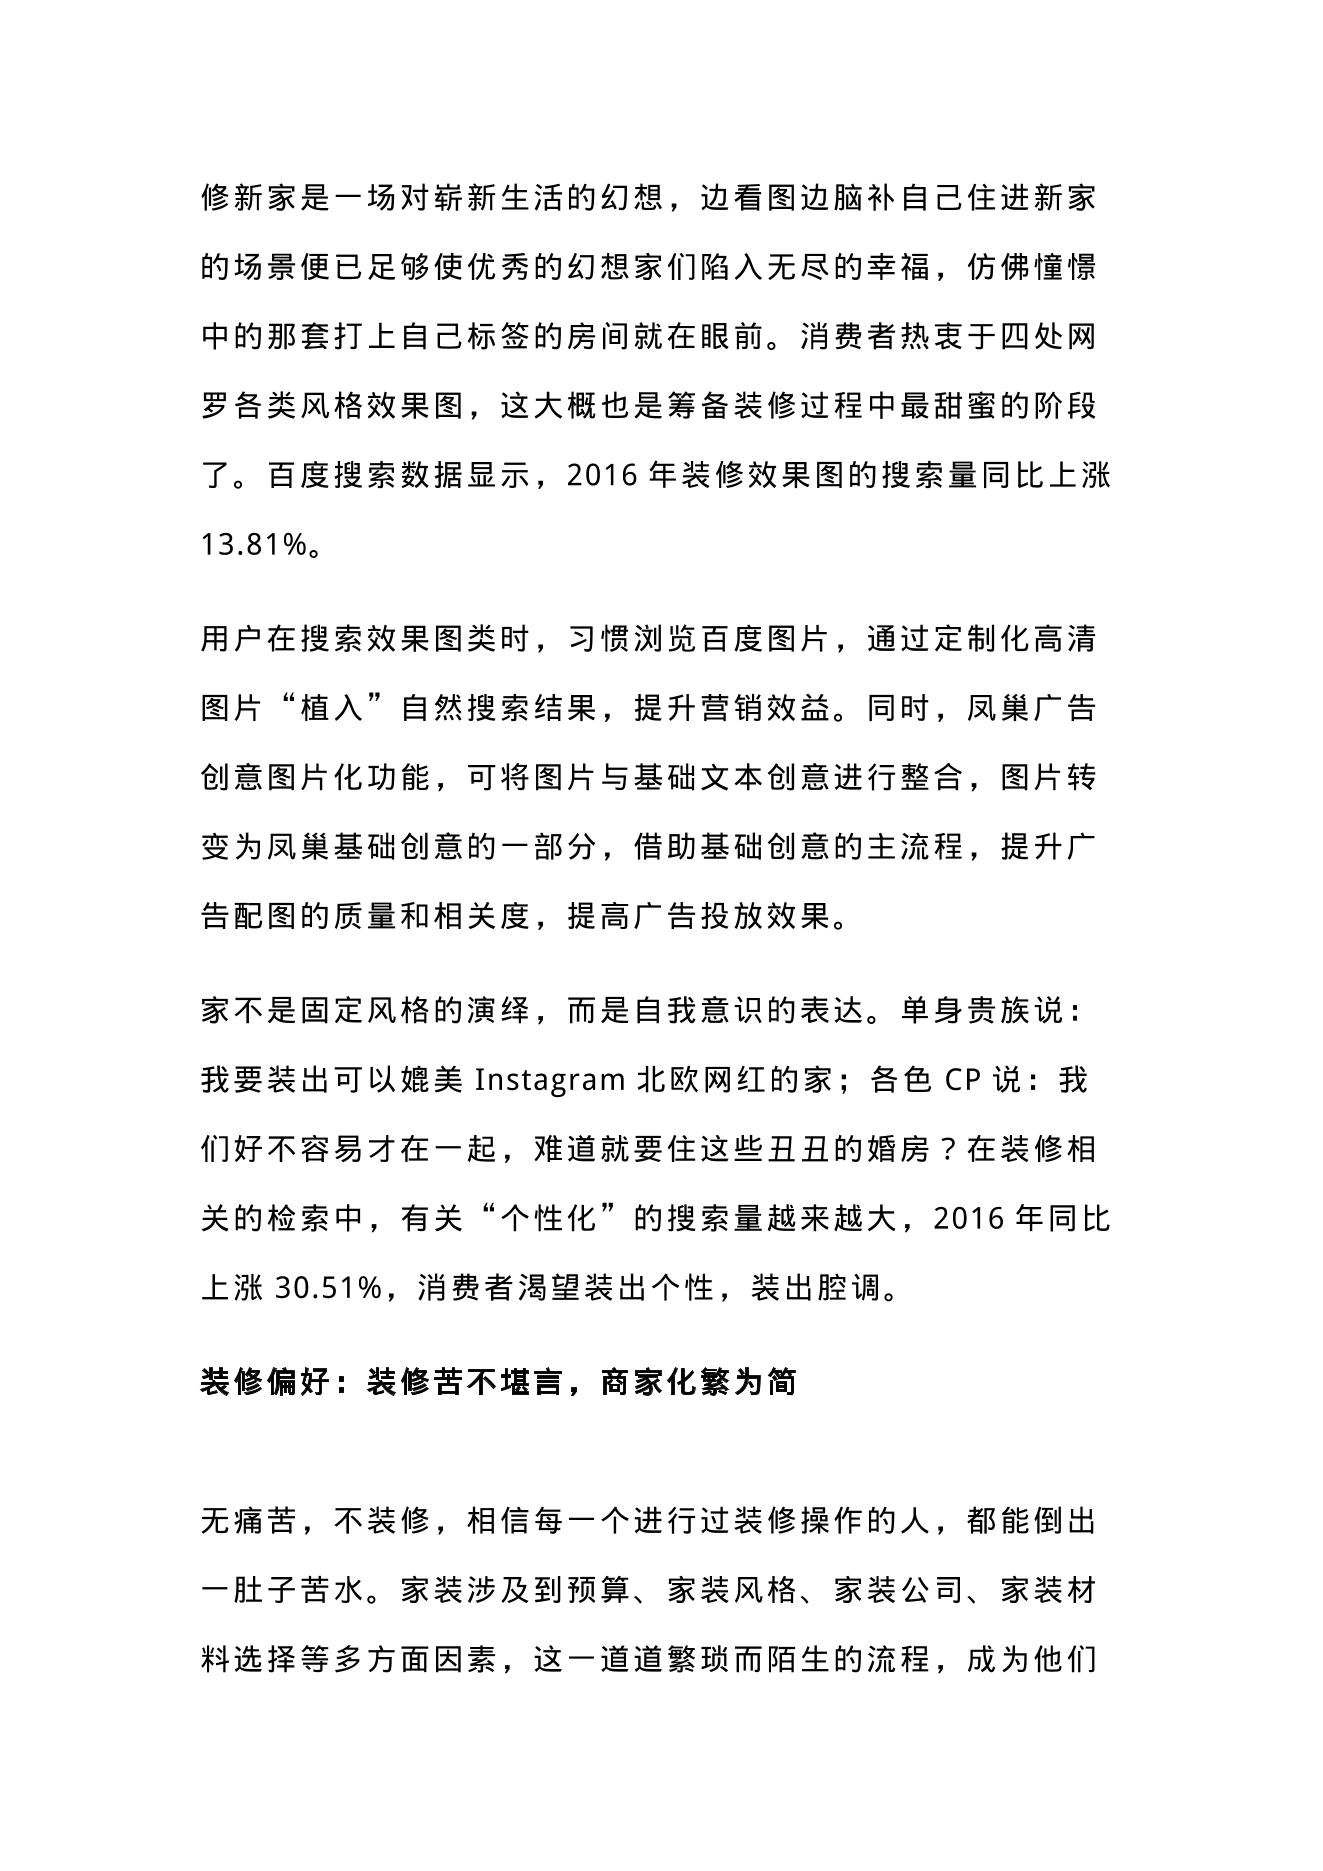 修新家是一场对崭新生活的幻想，边看图边脑补自己住进新家
的场景便已足够使优秀的幻想家们陷入无尽的幸福，仿佛憧憬
中的那套打上自己标签的房间就在眼前。消费者热衷于四处网
罗各类风格效果图，这大概也是筹备装修过程中最甜蜜的阶段
了。百度搜索数据显示，2016 年装修效果图的搜索量同比上涨
13.81%。
用户在搜索效果图类时，习惯浏览百度图片，通过定制化高清
图片“植入”自然搜索结果，提升营销效益。同时，凤巢广告
创意图片化功能，可将图片与基础文本创意进行整合，图片转
变为凤巢基础创意的一部分，借助基础创意的主流程，提升广
告配图的质量和相关度，提高广告投放效果。
家不是固定风格的演绎，而是自我意识的表达。单身贵族说：
我要装出可以媲美 Instagram 北欧网红的家；各色 CP 说：我
们好不容易才在一起，难道就要住这些丑丑的婚房？在装修相
关的检索中，有关“个性化”的搜索量越来越大，2016 年同比
上涨 30.51%，消费者渴望装出个性，装出腔调。
装修偏好：装修苦不堪言，商家化繁为简
无痛苦，不装修，相信每一个进行过装修操作的人，都能倒出
一肚子苦水。家装涉及到预算、家装风格、家装公司、家装材
料选择等多方面因素，这一道道繁琐而陌生的流程，成为他们